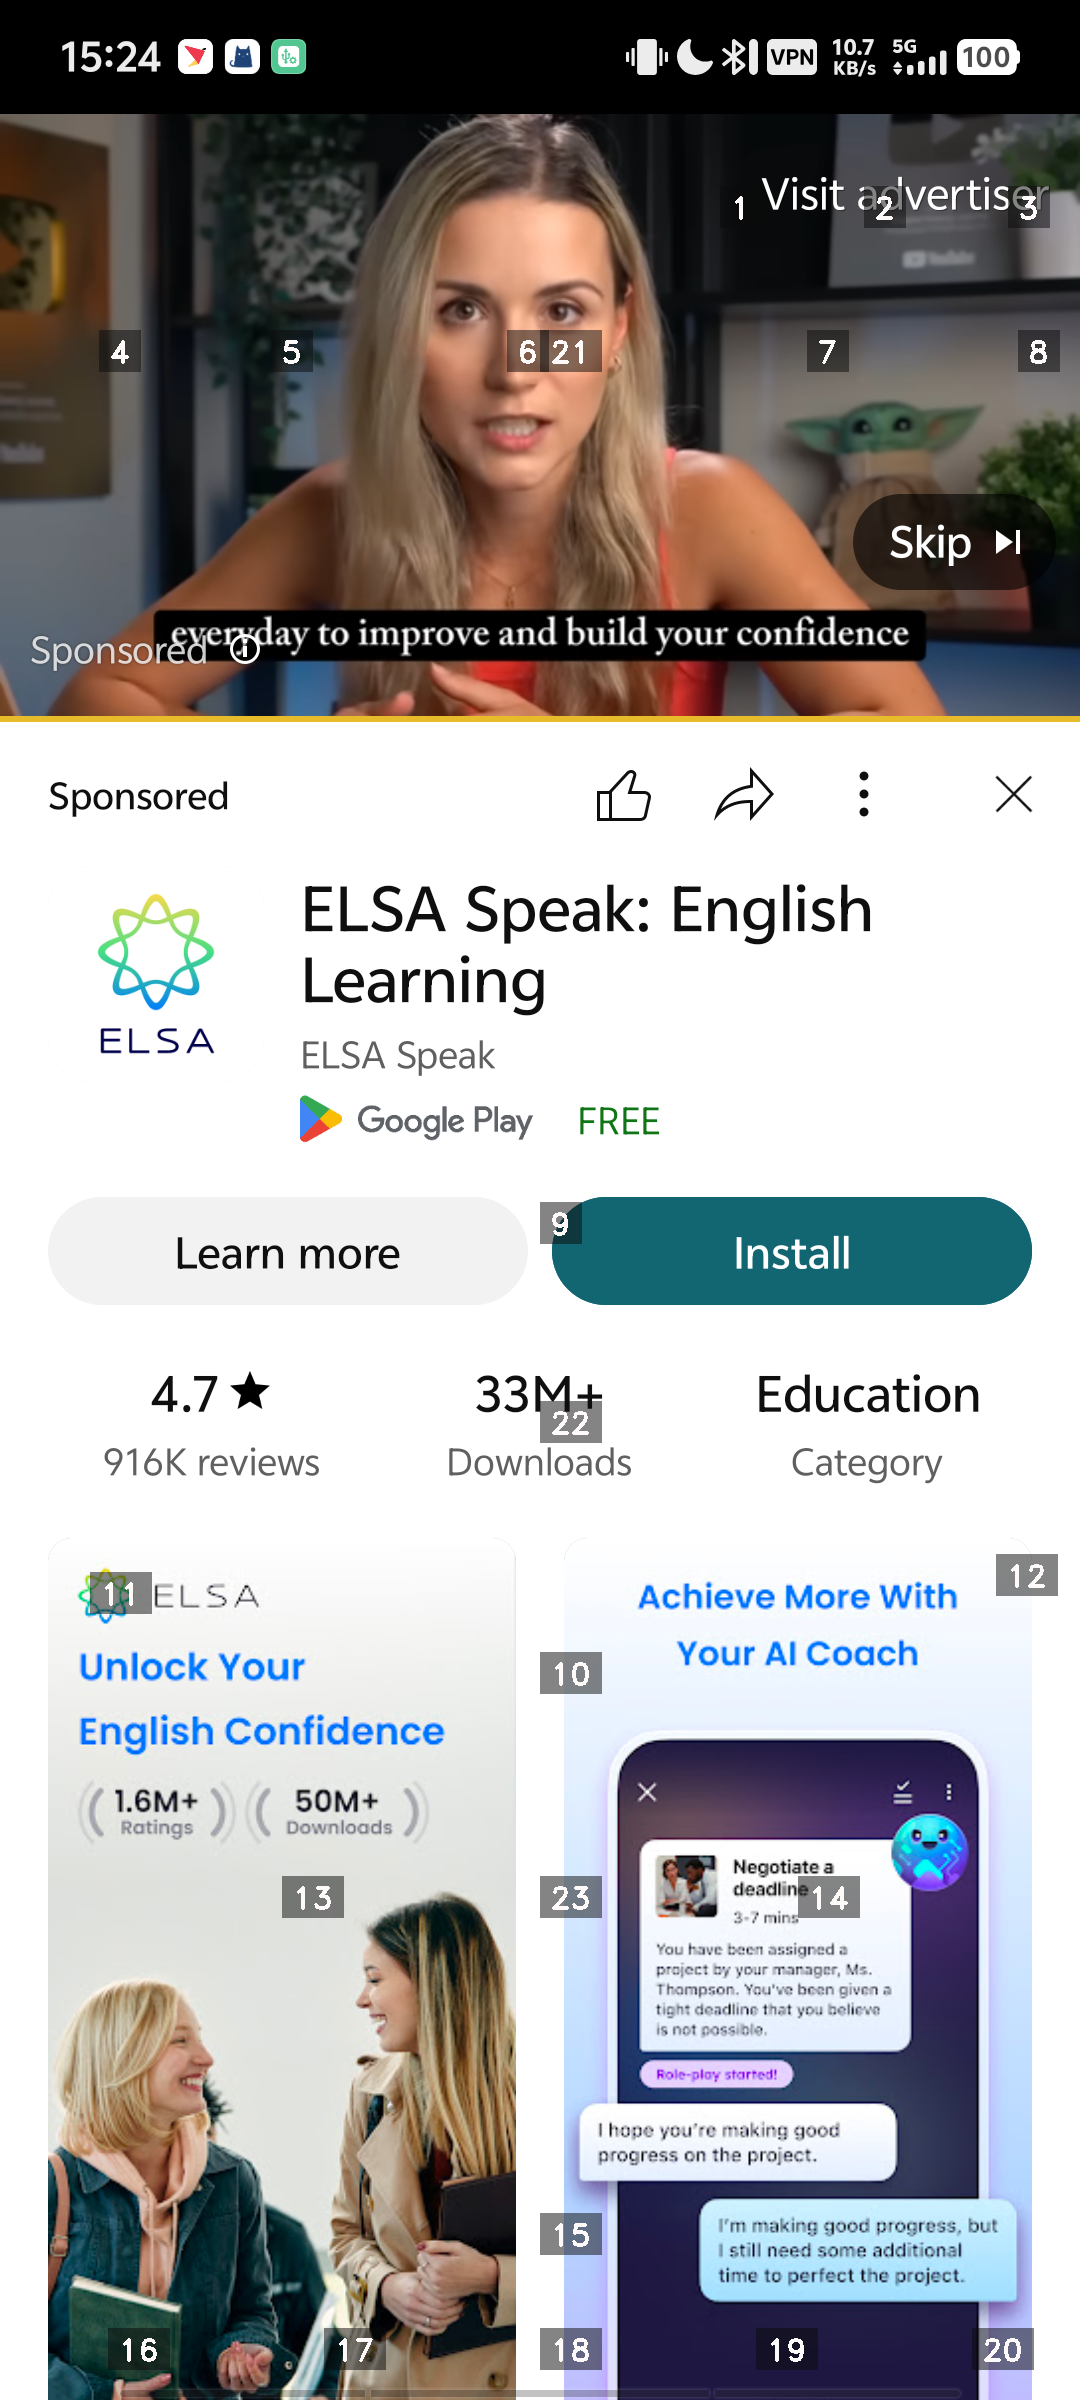 15:24
VPN
10.7
KB/s
5G
100
1
Visit advertiser
2
3
4
5
6
21
7
8
Skip
everyday to improve and build your confidence
Sponsored
Sponsored
ELSA Speak: English
Learning
ELSA
ELSA Speak
Google Play
FREE
Learn more
9
Install
4.7
33M+
Education
22
916K reviews
Downloads
Category
11
ELSA
Unlock Your
English Confidence
1.6M+
Ratings
50M+
Downloads
12
Achieve More With
Your AI Coach
10
13
23
Negotiate a
deadline
14
3-7 mins
You have been assigned a
project by your manager, Ms.
Thompson. You've been given a
tight deadline that you believe
is not possible.
Role-play started!
I hope you're making good
progress on the project.
15
I'm making good progress, but
I still need some additional
time to perfect the project.
16
17
18
19
20